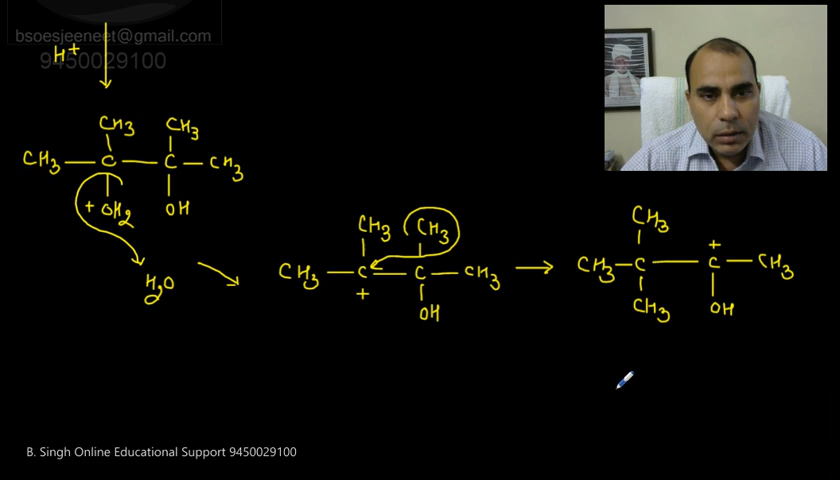 bsoesjeeneet@gmail.com
H+
9450029100
CH3 CH3
CH3 — C — C — CH3
+ OH2 OH
H2O
CH3 CH3
CH3 — C = C — CH3
+
OH
CH3
+
CH3 — C — C — CH3
CH3 OH
B. Singh Online Educational Support 9450029100